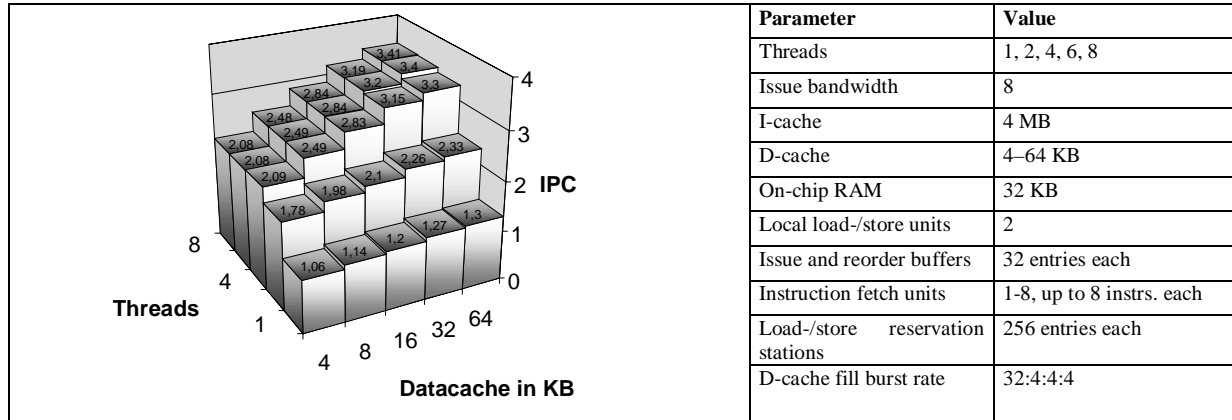 3,41
3,19
3,4
2,84
3,2
3,3
2,48
2,84
3,15
2,08
2,49
2,83
2,08
2,49
2,26
2,33
2,09
1,98
2,1
1,78
1,27
1,3
1,06
1,14
1,2
4
3
2
1
0
IPC
8
4
1
Threads
4
8
16
32
64
Datacache in KB
Parameter Value
Threads 1, 2, 4, 6, 8
Issue bandwidth 8
I-cache 4 MB
D-cache 4–64 KB
On-chip RAM 32 KB
Local load-/store units 2
Issue and reorder buffers 32 entries each
Instruction fetch units 1-8, up to 8 instrs. each
Load-/store reservation 256 entries each
stations
D-cache fill burst rate 32:4:4:4